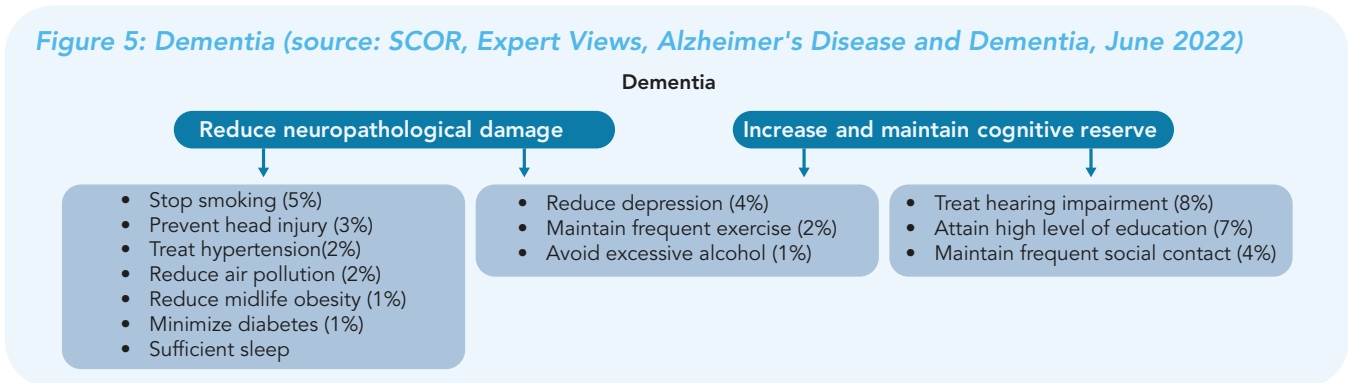 Figure 5: Dementia (source: SCOR, Expert Views, Alzheimer's Disease and Dementia, June 2022)
Dementia
Reduce neuropathological damage
Increase and maintain cognitive reserve
• Stop smoking (5%)
• Prevent head injury (3%)
• Treat hypertension(2%)
• Reduce air pollution (2%)
• Reduce midlife obesity (1%)
• Minimize diabetes (1%)
• Sufficient sleep
• Reduce depression (4%)
• Maintain frequent exercise (2%)
• Avoid excessive alcohol (1%)
• Treat hearing impairment (8%)
• Attain high level of education (7%)
• Maintain frequent social contact (4%)